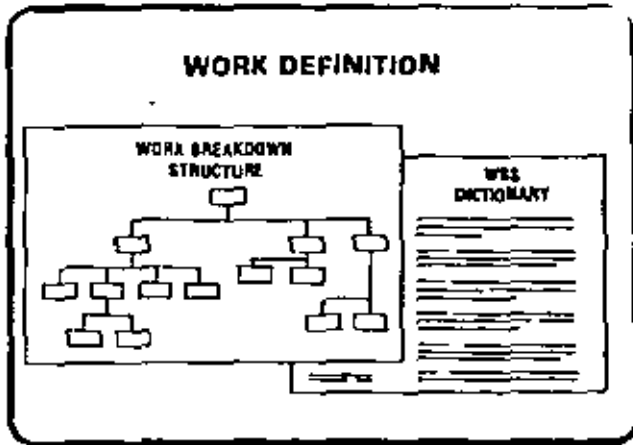 WORK DEFINITION
WORK BREAKDOWN
STRUCTURE
WBS
DICTIONARY